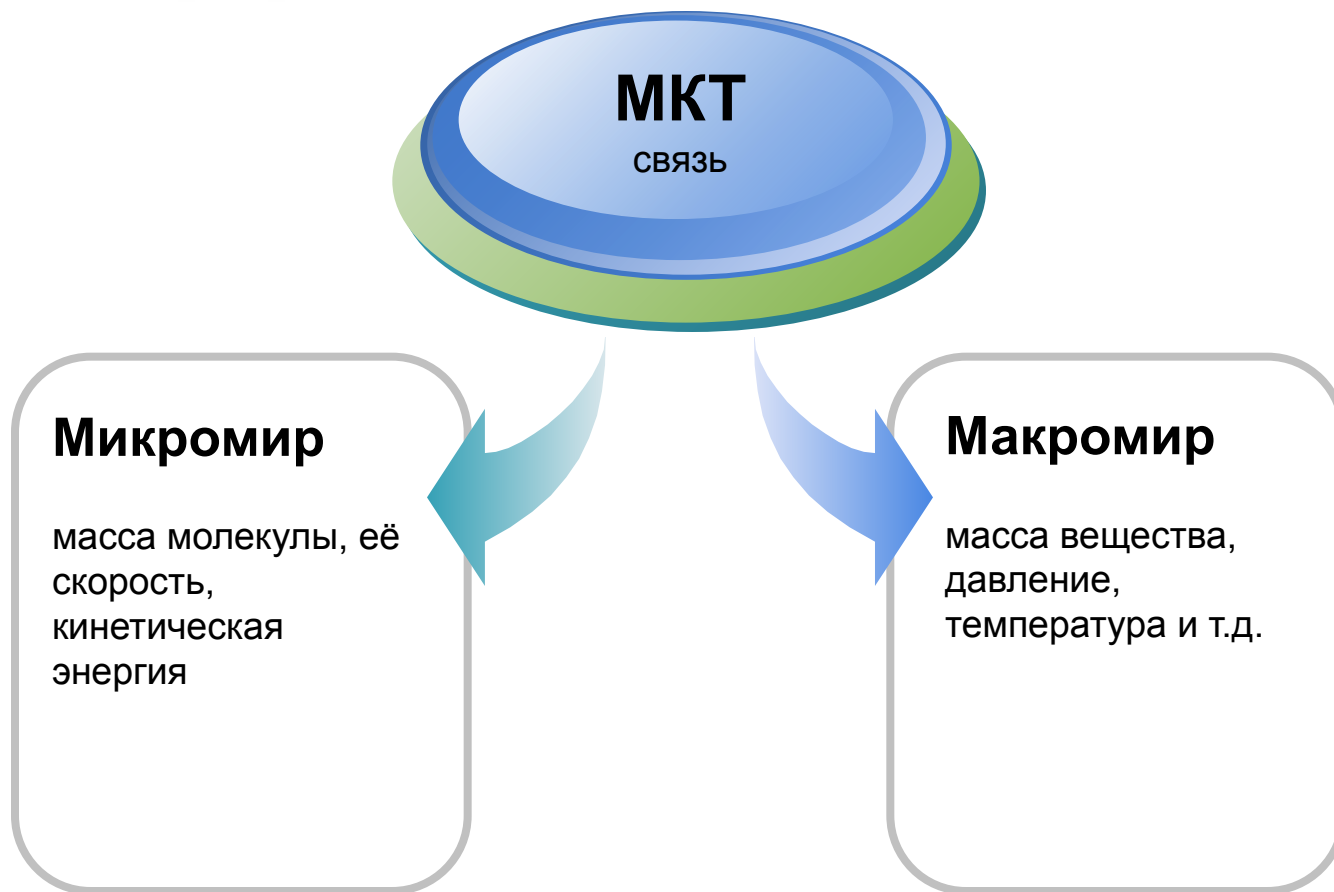 МКТ
связь
Микромир
масса молекулы, её
скорость,
кинетическая
энергия
Макромир
масса вещества,
давление,
температура и т.д.